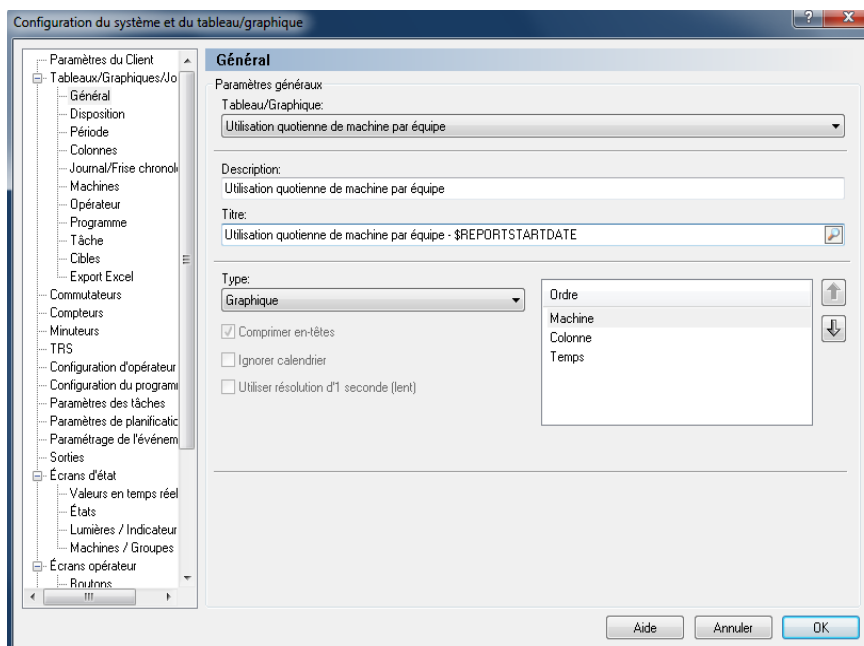 Configuration du système et du tableau/graphique
? X
Paramètres du Client
Tableaux/Graphiques/Jo
Général
Disposition
Période
Colonnes
Journal/Frise chronol
Machines
Opérateur
Programme
Tâche
Cibles
Export Excel
Commutateurs
Compteurs
Minuteurs
TRS
Configuration d'opérateur
Configuration du programm
Paramètres des tâches
Paramètres de planificatic
Paramétrage de l'événem
Sorties
Écrans d'état
Valeurs en temps réel
États
Lumières / Indicateur
Machines / Groupes
Écrans opérateur
Boutons
Général
Paramètres généraux
Tableau/Graphique:
Utilisation quotienne de machine par équipe
Description:
Utilisation quotienne de machine par équipe
Titre:
Utilisation quotienne de machine par équipe - $REPORTSTARTDATE
Type:
Graphique
Comprimer en-têtes
Ignorer calendrier
Utiliser résolution d'1 seconde (lent)
Ordre
Machine
Colonne
Temps
Aide
Annuler
OK